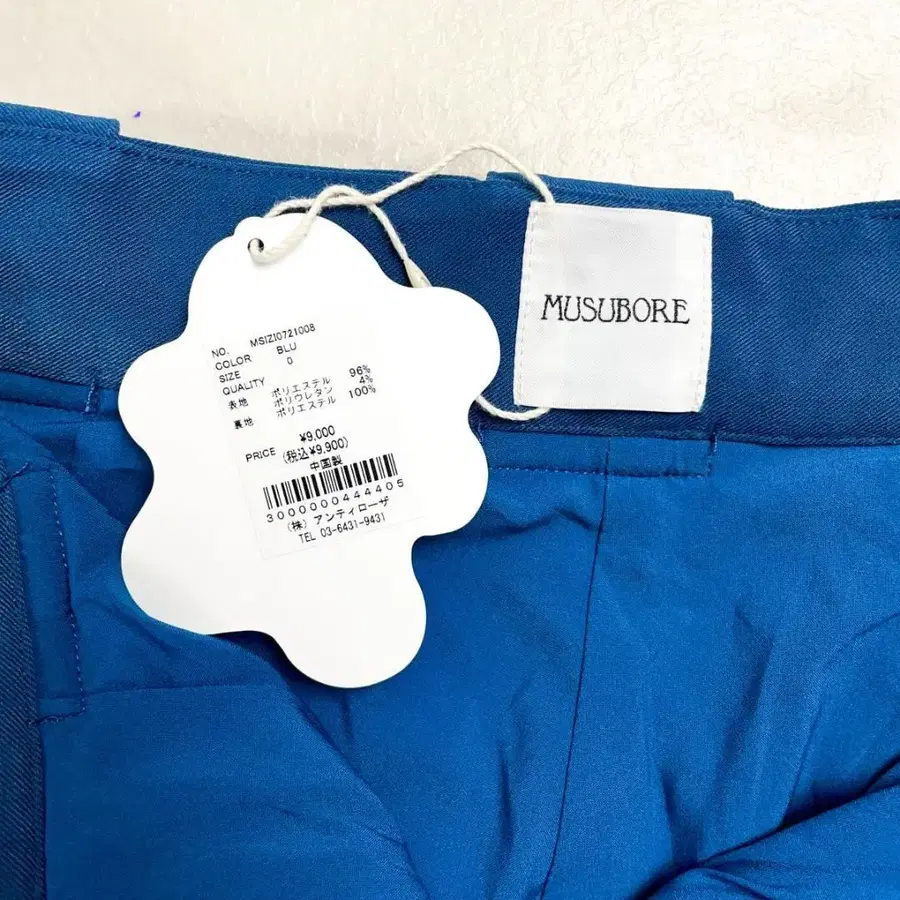 NO. MSIZI0721008
COLOR BLU
SIZE 0
QUALITY
表地 ポリエステル 96%
ポリウレタン 4%
裏地 ポリエステル 100%
PRICE ¥9,000
(税込¥9,900)
中国製
3000000444405
(株) アンティローザ
TEL 03-6431-9431
MUSUBORE